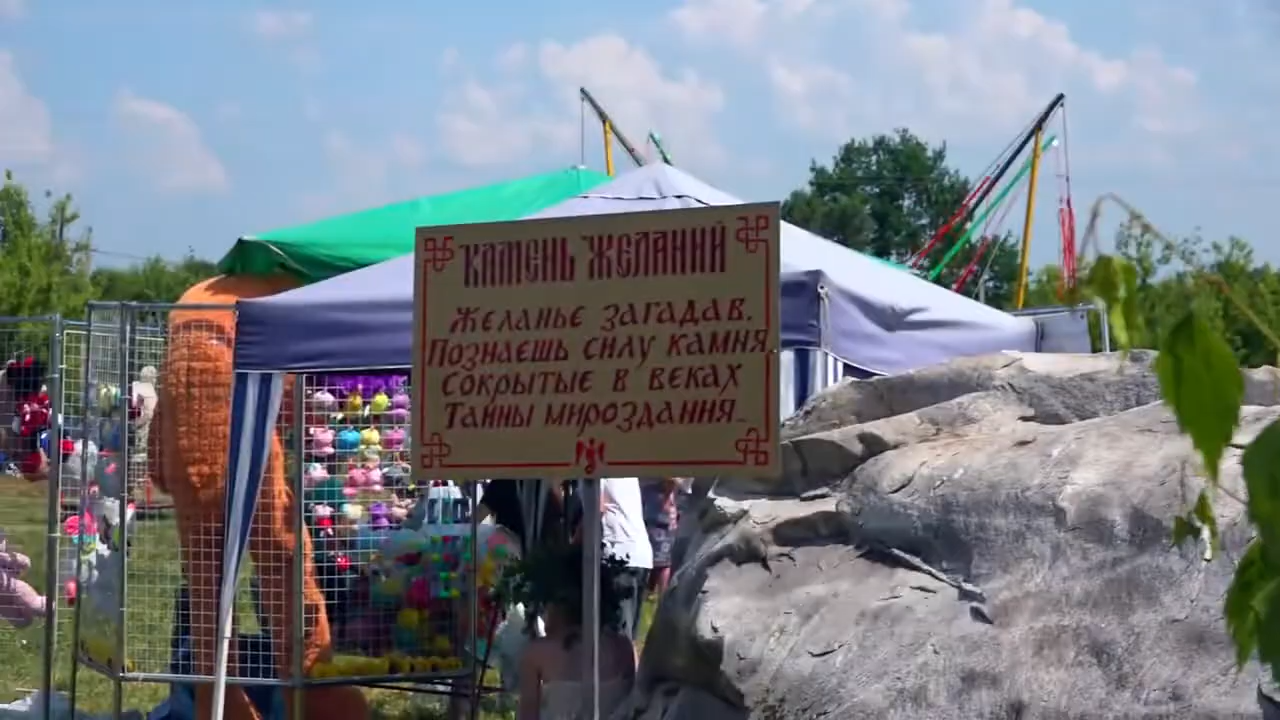 КАМЕНЬ ЖЕЛАНИЙ
Желанье загадав.
Познаешь силу камня
Сокрытые в веках
Тайны мироздания...